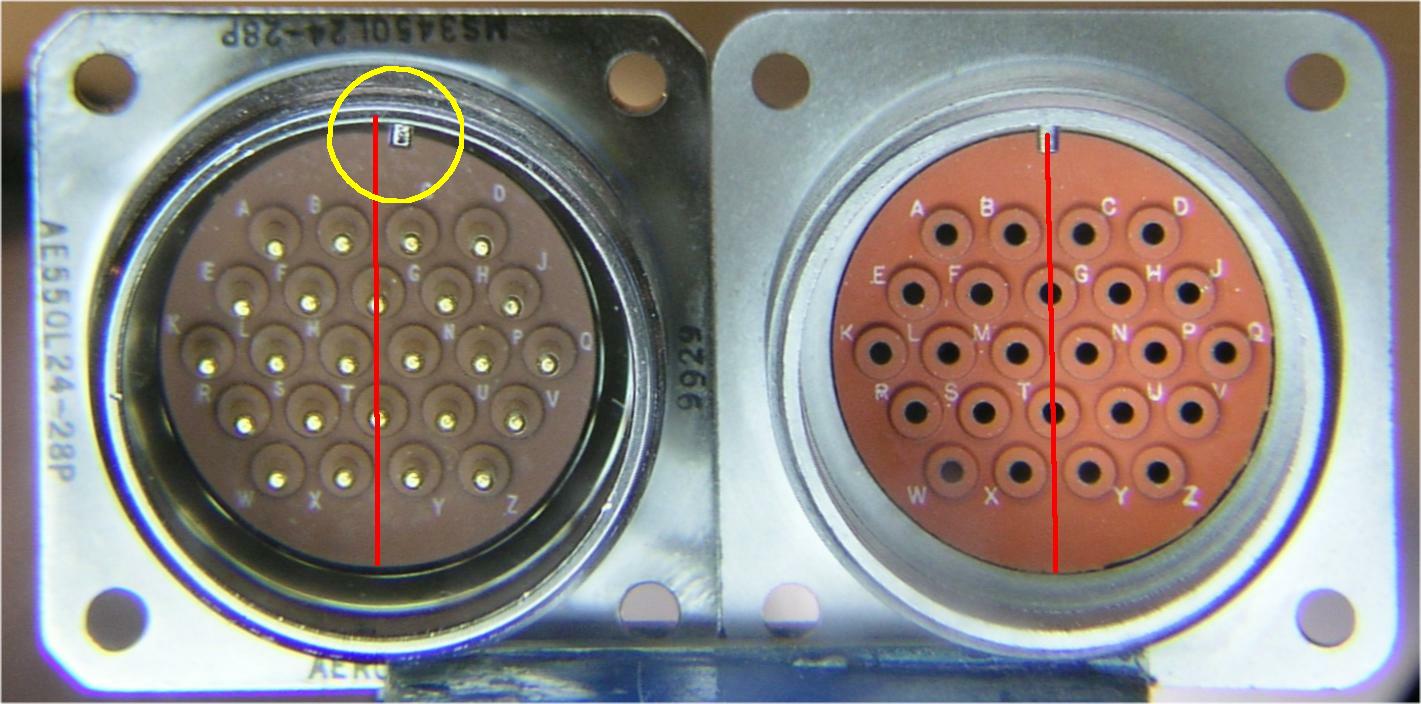 MS3450L24-28P
AE550L24-28P
9929
AERO
A B C D
E F G H J
K L M N P Q
R S T U V
W X Y Z
A B C D
E F G H J
K L M N P Q
R S T U V
W X Y Z